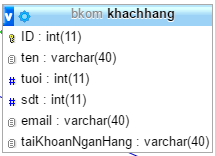 v bkom khachhang
ID : int(11)
ten : varchar(40)
tuoi : int(11)
# sdt : int(11)
email : varchar(40)
taiKhoanNganHang : varchar(40)